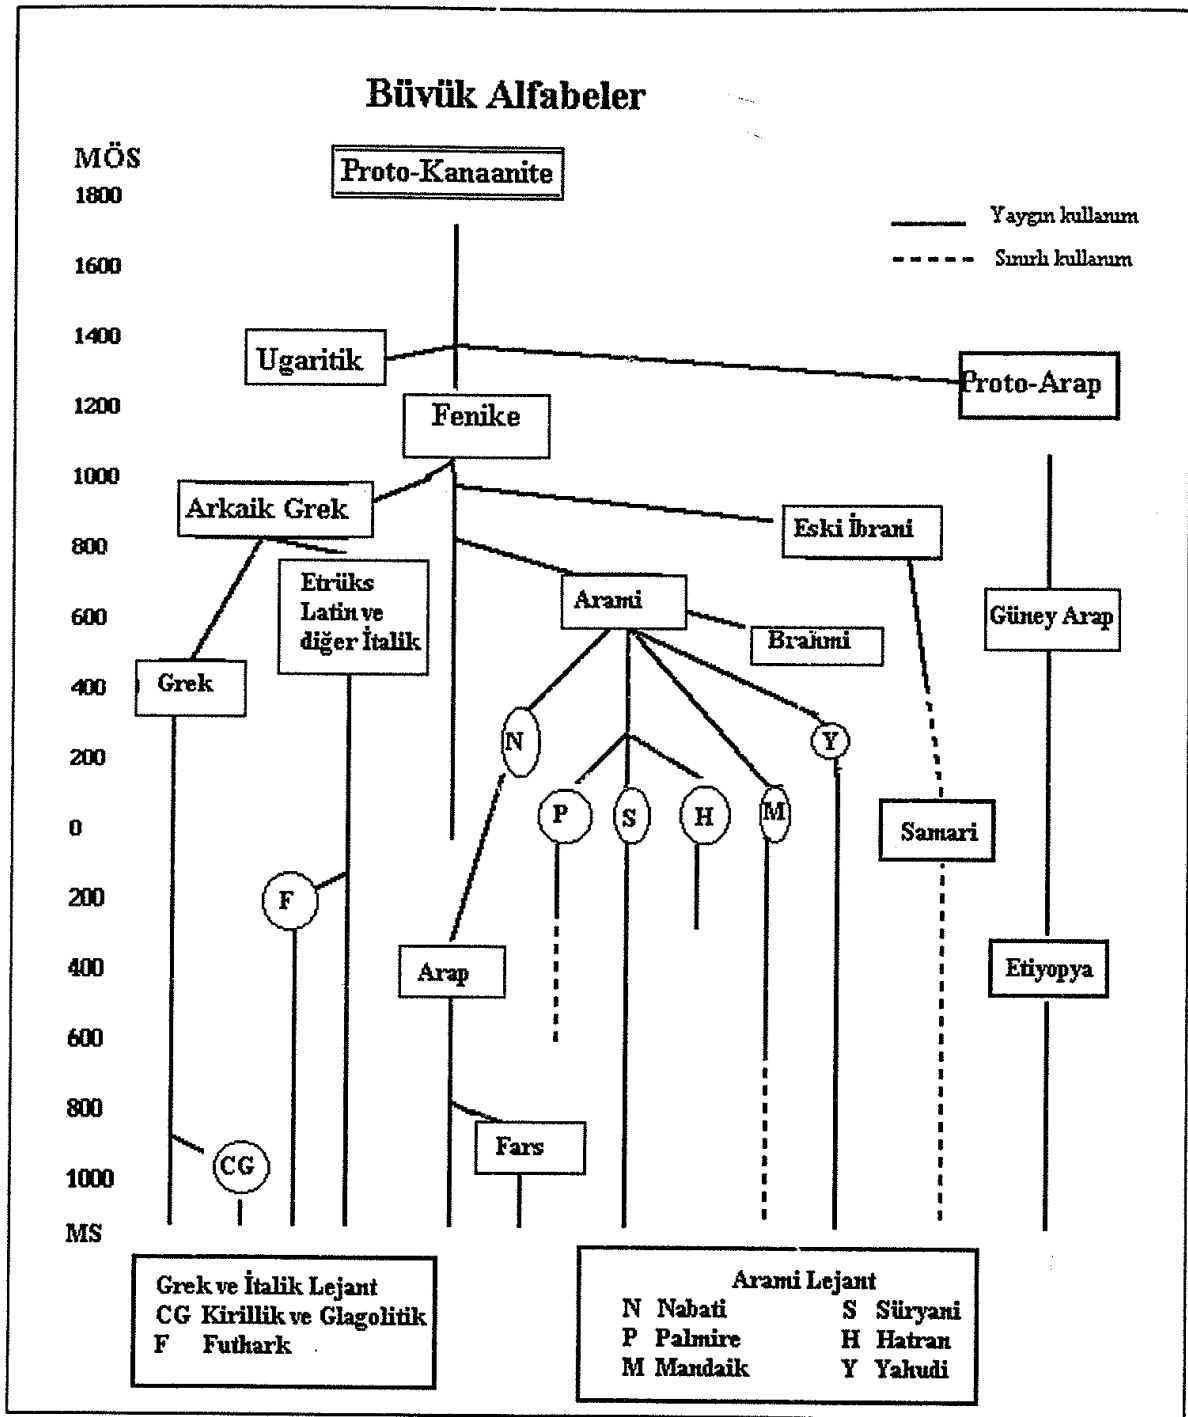 Büvük Alfabeler
MÖS
Proto-Kanaanite
1800
Yaygın kullanım
1600
Sınırlı kullanım
1400
Ugaritik
Proto-Arap
1200
Fenike
1000
Arkaik Grek
Eski İbrani
800
Etrüks
Latin ve
diğer İtalik
Arami
600
Güney Arap
Brahmi
Grek
400
N
Y
200
P
S
H
M
0
Samari
200
F
400
Arap
Etiyopya
600
800
Fars
CG
1000
MS
Grek ve İtalik Lejant
CG Kirillik ve Glagolitik
F Futhark
Arami Lejant
N Nabati S Süryani
P Palmire H Hatran
M Mandaik Y Yahudi